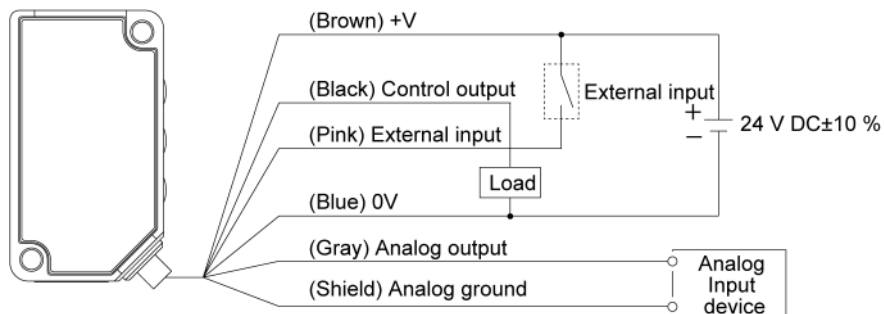 (Brown) +V
(Black) Control output
External input
+
−
24 V DC±10 %
(Pink) External input
Load
(Blue) 0V
(Gray) Analog output
Analog
Input
device
(Shield) Analog ground